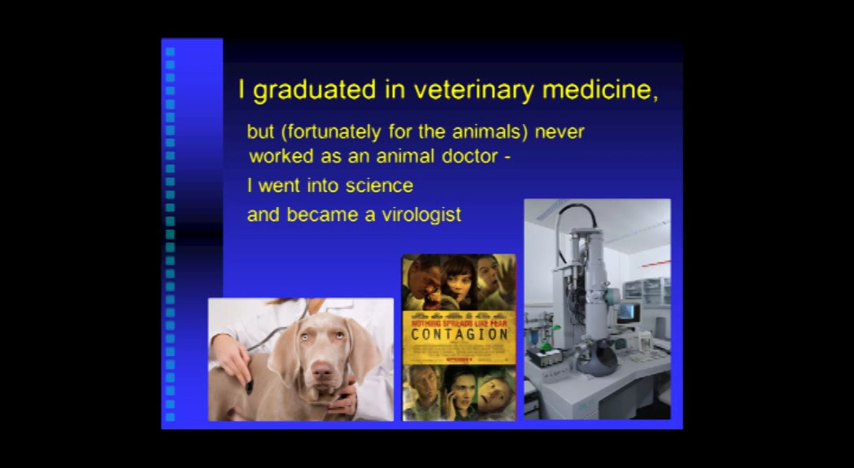 I graduated in veterinary medicine,
but (fortunately for the animals) never
worked as an animal doctor -
I went into science
and became a virologist
NOTHING SPREADS LIKE FEAR
CONTAGION